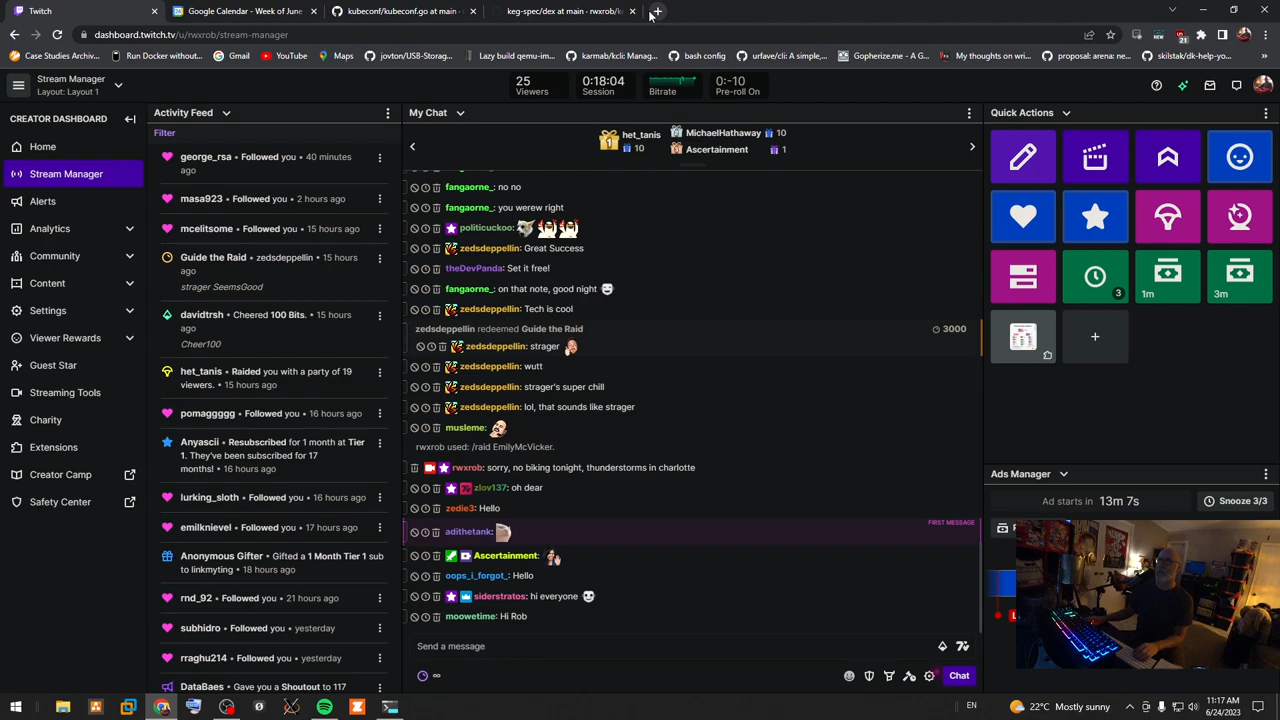 Twitch
Google Calendar - Week of June
kubeconf/kubeconf.go at main · r
keg-spec/dev at main · rwxrob/k
dashboard.twitch.tv/u/rwxrob/stream-manager
Case Studies Archiv...
Run Docker without...
Gmail
YouTube
Maps
joyton/USB-Storag...
Lazy build qemu-im...
karmab/kcli: Manag...
bash config
urfave/cli: A simple,...
Gopherize.me - A G...
My thoughts on wri...
proposal: arena: ne...
skilstak/dk-help-yo...
Stream Manager
Layout: Layout 1
25
Viewers
0:18:04
Session
Bitrate
0:-10
Pre-roll On
CREATOR DASHBOARD
Home
Stream Manager
Alerts
Analytics
Community
Content
Settings
Viewer Rewards
Guest Star
Streaming Tools
Charity
Extensions
Creator Camp
Safety Center
Activity Feed
Filter
george_rsa • Followed you • 40 minutes
ago
masa923 • Followed you • 2 hours ago
mcelitsome • Followed you • 15 hours ago
Guide the Raid • zedsdeppelin • 15 hours
ago
strager SeemsGood
davidtrsh • Cheered 100 Bits. • 15 hours
ago
Cheer100
het_tanis • Raided you with a party of 19
viewers. • 15 hours ago
pomaggggg • Followed you • 16 hours ago
Anyascii • Resubscribed for 1 month at Tier
1. They've been subscribed for 17
months! • 16 hours ago
lurking_sloth • Followed you • 16 hours ago
emilknievel • Followed you • 17 hours ago
Anonymous Gifter • Gifted a 1 Month Tier 1 sub
to linkmyting • 18 hours ago
rnd_92 • Followed you • 21 hours ago
subhidro • Followed you • yesterday
rraghu214 • Followed you • yesterday
DataBaes • Gave you a Shoutout to 117
My Chat
1
het_tanis
10
MichaelHathaway 10
Ascertainment 1
fangaorne_: no no
fangaorne_: you werew right
politicuckoo:
zedsdeppellin: Great Success
theDevPanda: Set it free!
fangaorne_: on that note, good night
zedsdeppellin: Tech is cool
zedsdeppellin redeemed Guide the Raid
3000
zedsdeppellin: strager
zedsdeppellin: wutt
zedsdeppellin: strager's super chill
zedsdeppellin: lol, that sounds like strager
musleme:
rwxrob used: /raid EmilyMcVicker.
rwxrob: sorry, no biking tonight, thunderstorms in charlotte
zlov137: oh dear
zedie3: Hello
FIRST MESSAGE
adithetank:
Ascertainment:
oops_i_forgot_: Hello
siderstratos: hi everyone
moowetime: Hi Rob
Send a message
∞
Chat
Quick Actions
3
1m
3m
Ads Manager
Ad starts in 13m 7s
Snooze 3/3
EN
22°C Mostly sunny
11:17 AM
6/24/2023